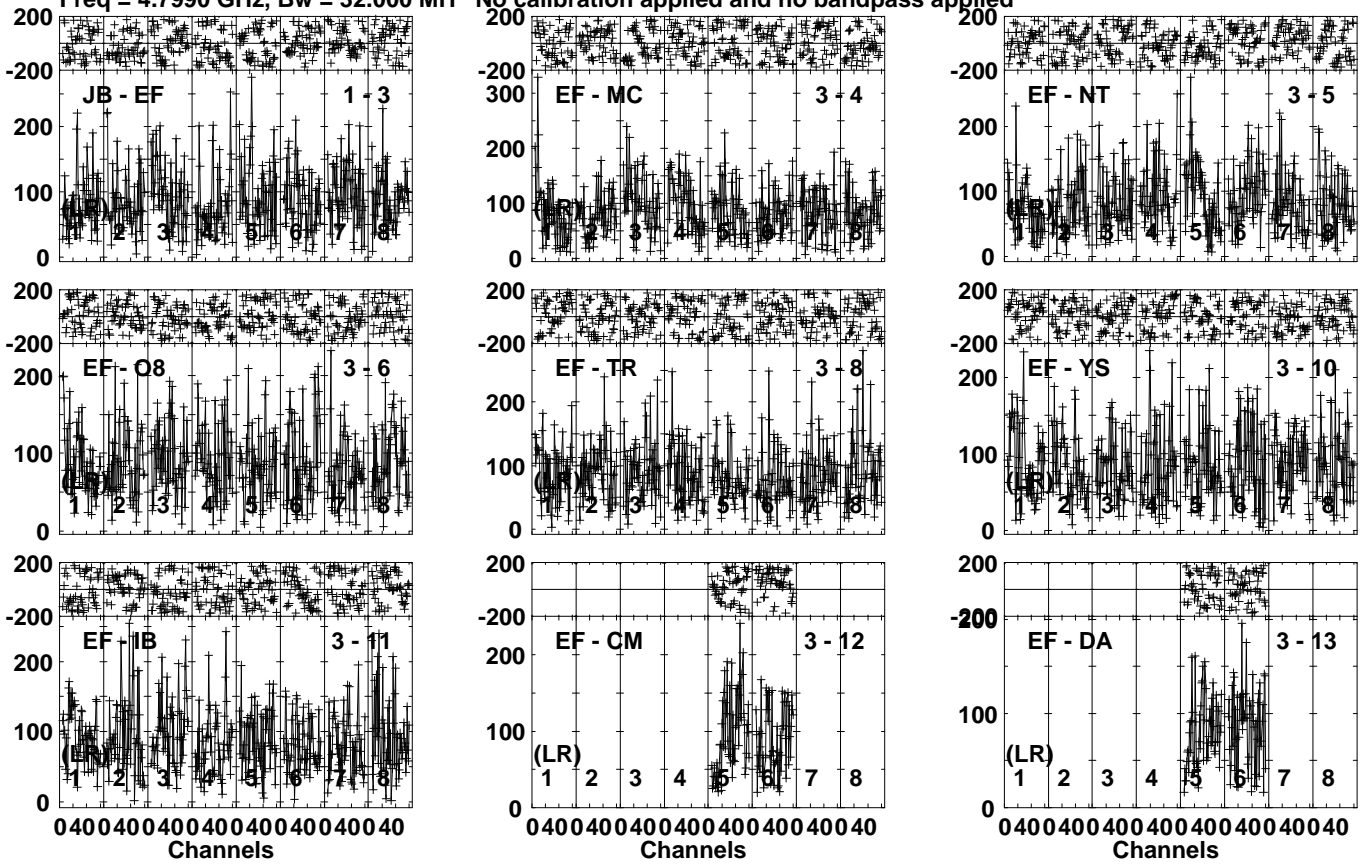 Freq = 4.7990 GHz, Bw = 32.000 MH No calibration applied and no bandpass applied
200 200 200
-200 -200 -200
JB - EF 1 - 3 EF - MC 3 - 4 EF - NT 3 - 5
300
200 200 200
100 100 100
(LR) (LR) (LR)
1 2 3 4 5 6 7 8 1 2 3 4 5 6 7 8 1 2 3 4 5 6 7 8
0 0 0
200 200 200
-200 -200 -200
EF - O8 3 - 6 EF - TR 3 - 8 EF - YS 3 - 10
200 200 200
100 100 100
(LR) (LR) (LR)
1 2 3 4 5 6 7 8 1 2 3 4 5 6 7 8 1 2 3 4 5 6 7 8
0 0 0
200 200 200
-200 -200 -200
200
EF - IB 3 - 11 EF - CM 3 - 12 EF - DA 3 - 13
200 200
100 100 100
(LR) (LR) (LR)
1 2 3 4 5 6 7 8 1 2 3 4 5 6 7 8 1 2 3 4 5 6 7 8
0 0 0
0 40 0 40 0 40 0 40 0 40 0 40 0 40 0 40 0 40 0 40 0 40 0 40 0 40 0 40 0 40 0 40 0 40 0 40 0 40 0 40 0 40 0 40 0 40 0 40
Channels Channels Channels